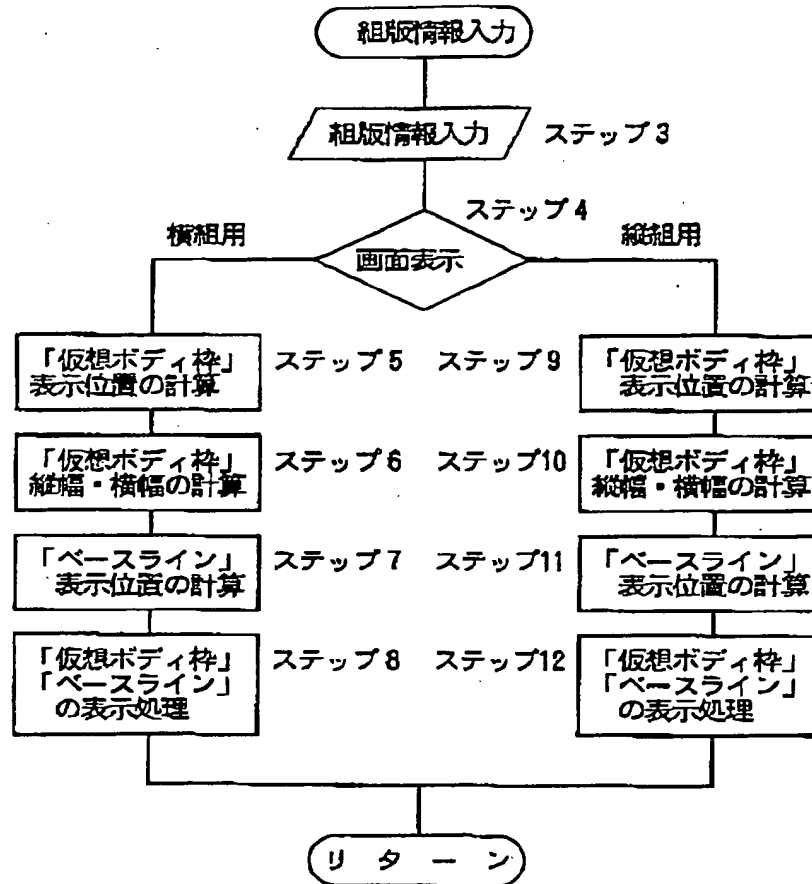 組版情報入力
組版情報入力
ステップ3
ステップ4
横組用
画面表示
縦組用
「仮想ボディ枠」
表示位置の計算
ステップ5
ステップ9
「仮想ボディ枠」
表示位置の計算
「仮想ボディ枠」
縦幅・横幅の計算
ステップ6
ステップ10
「仮想ボディ枠」
縦幅・横幅の計算
「ベースライン」
表示位置の計算
ステップ7
ステップ11
「ベースライン」
表示位置の計算
「仮想ボディ枠」
「ベースライン」
の表示処理
ステップ8
ステップ12
「仮想ボディ枠」
「ベースライン」
の表示処理
リターン